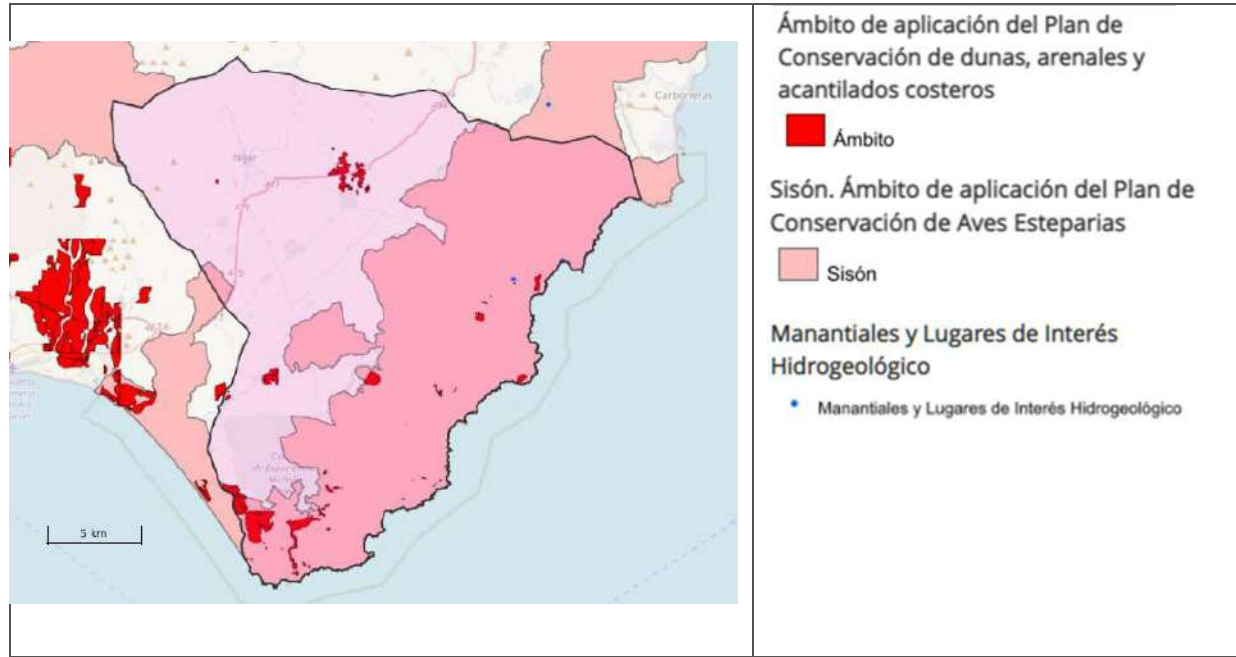 Ámbito de aplicación del Plan de
Conservación de dunas, arenales y
acantilados costeros
Ámbito
Sisón. Ámbito de aplicación del Plan de
Conservación de Aves Esteparias
Sisón
Manantiales y Lugares de Interés
Hidrogeológico
Manantiales y Lugares de Interés Hidrogeológico
Carboneras
Níjar
5 km